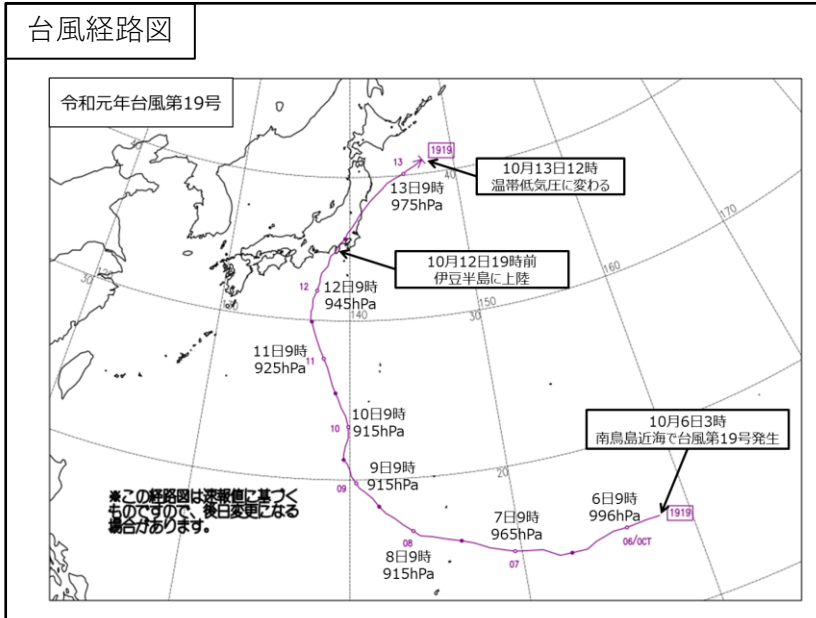 台風経路図
令和元年台風第19号
1919
13
40
10月13日12時
温帯低気圧に変わる
13日9時
975hPa
170
160
10月12日19時前
伊豆半島に上陸
12
12日9時
945hPa
30
120
130
140
150
30
11日9時
11
925hPa
10日9時
10
915hPa
10月6日3時
南鳥島近海で台風第19号発生
20
9日9時
09
915hPa
※この経路図は速報値に基づく
ものですので、後日変更になる
場合があります。
6日9時
996hPa
1919
7日9時
965hPa
06/OCT
08
07
8日9時
915hPa